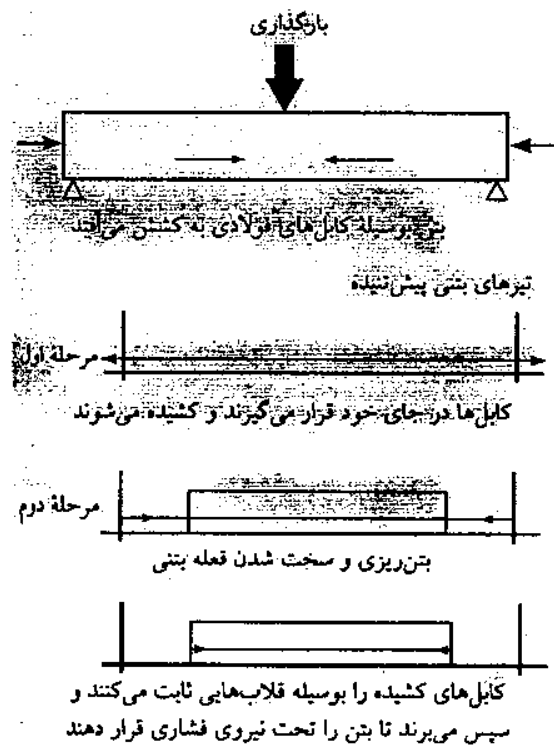 بارگذاری
بتن بوسیله کابل‌های فولادی به کشش می‌افتد
تیرهای بتنی پیش‌تنیده
مرحلهٔ اول
کابل‌ها در جای خود قرار می‌گیرند و کشیده می‌شوند
مرحلهٔ دوم
بتن‌ریزی و سخت شدن قعله بتنی
کابل‌های کشیده را بوسیله قلاب‌هایی ثابت می‌کنند و
سپس می‌برند تا بتن را تحت نیروی فشاری قرار دهند